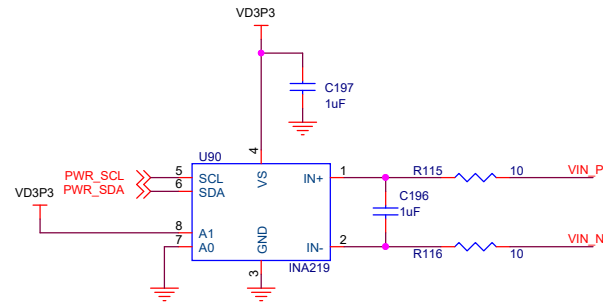 VD3P3
C197
1uF
U90
4
PWR_SCL 5 SCL VS IN+ 1 R115 10 VIN_P
PWR_SDA 6 SDA
VD3P3
C196
1uF
8 A1
7 A0 GND IN- 2 R116 10 VIN_N
3
INA219